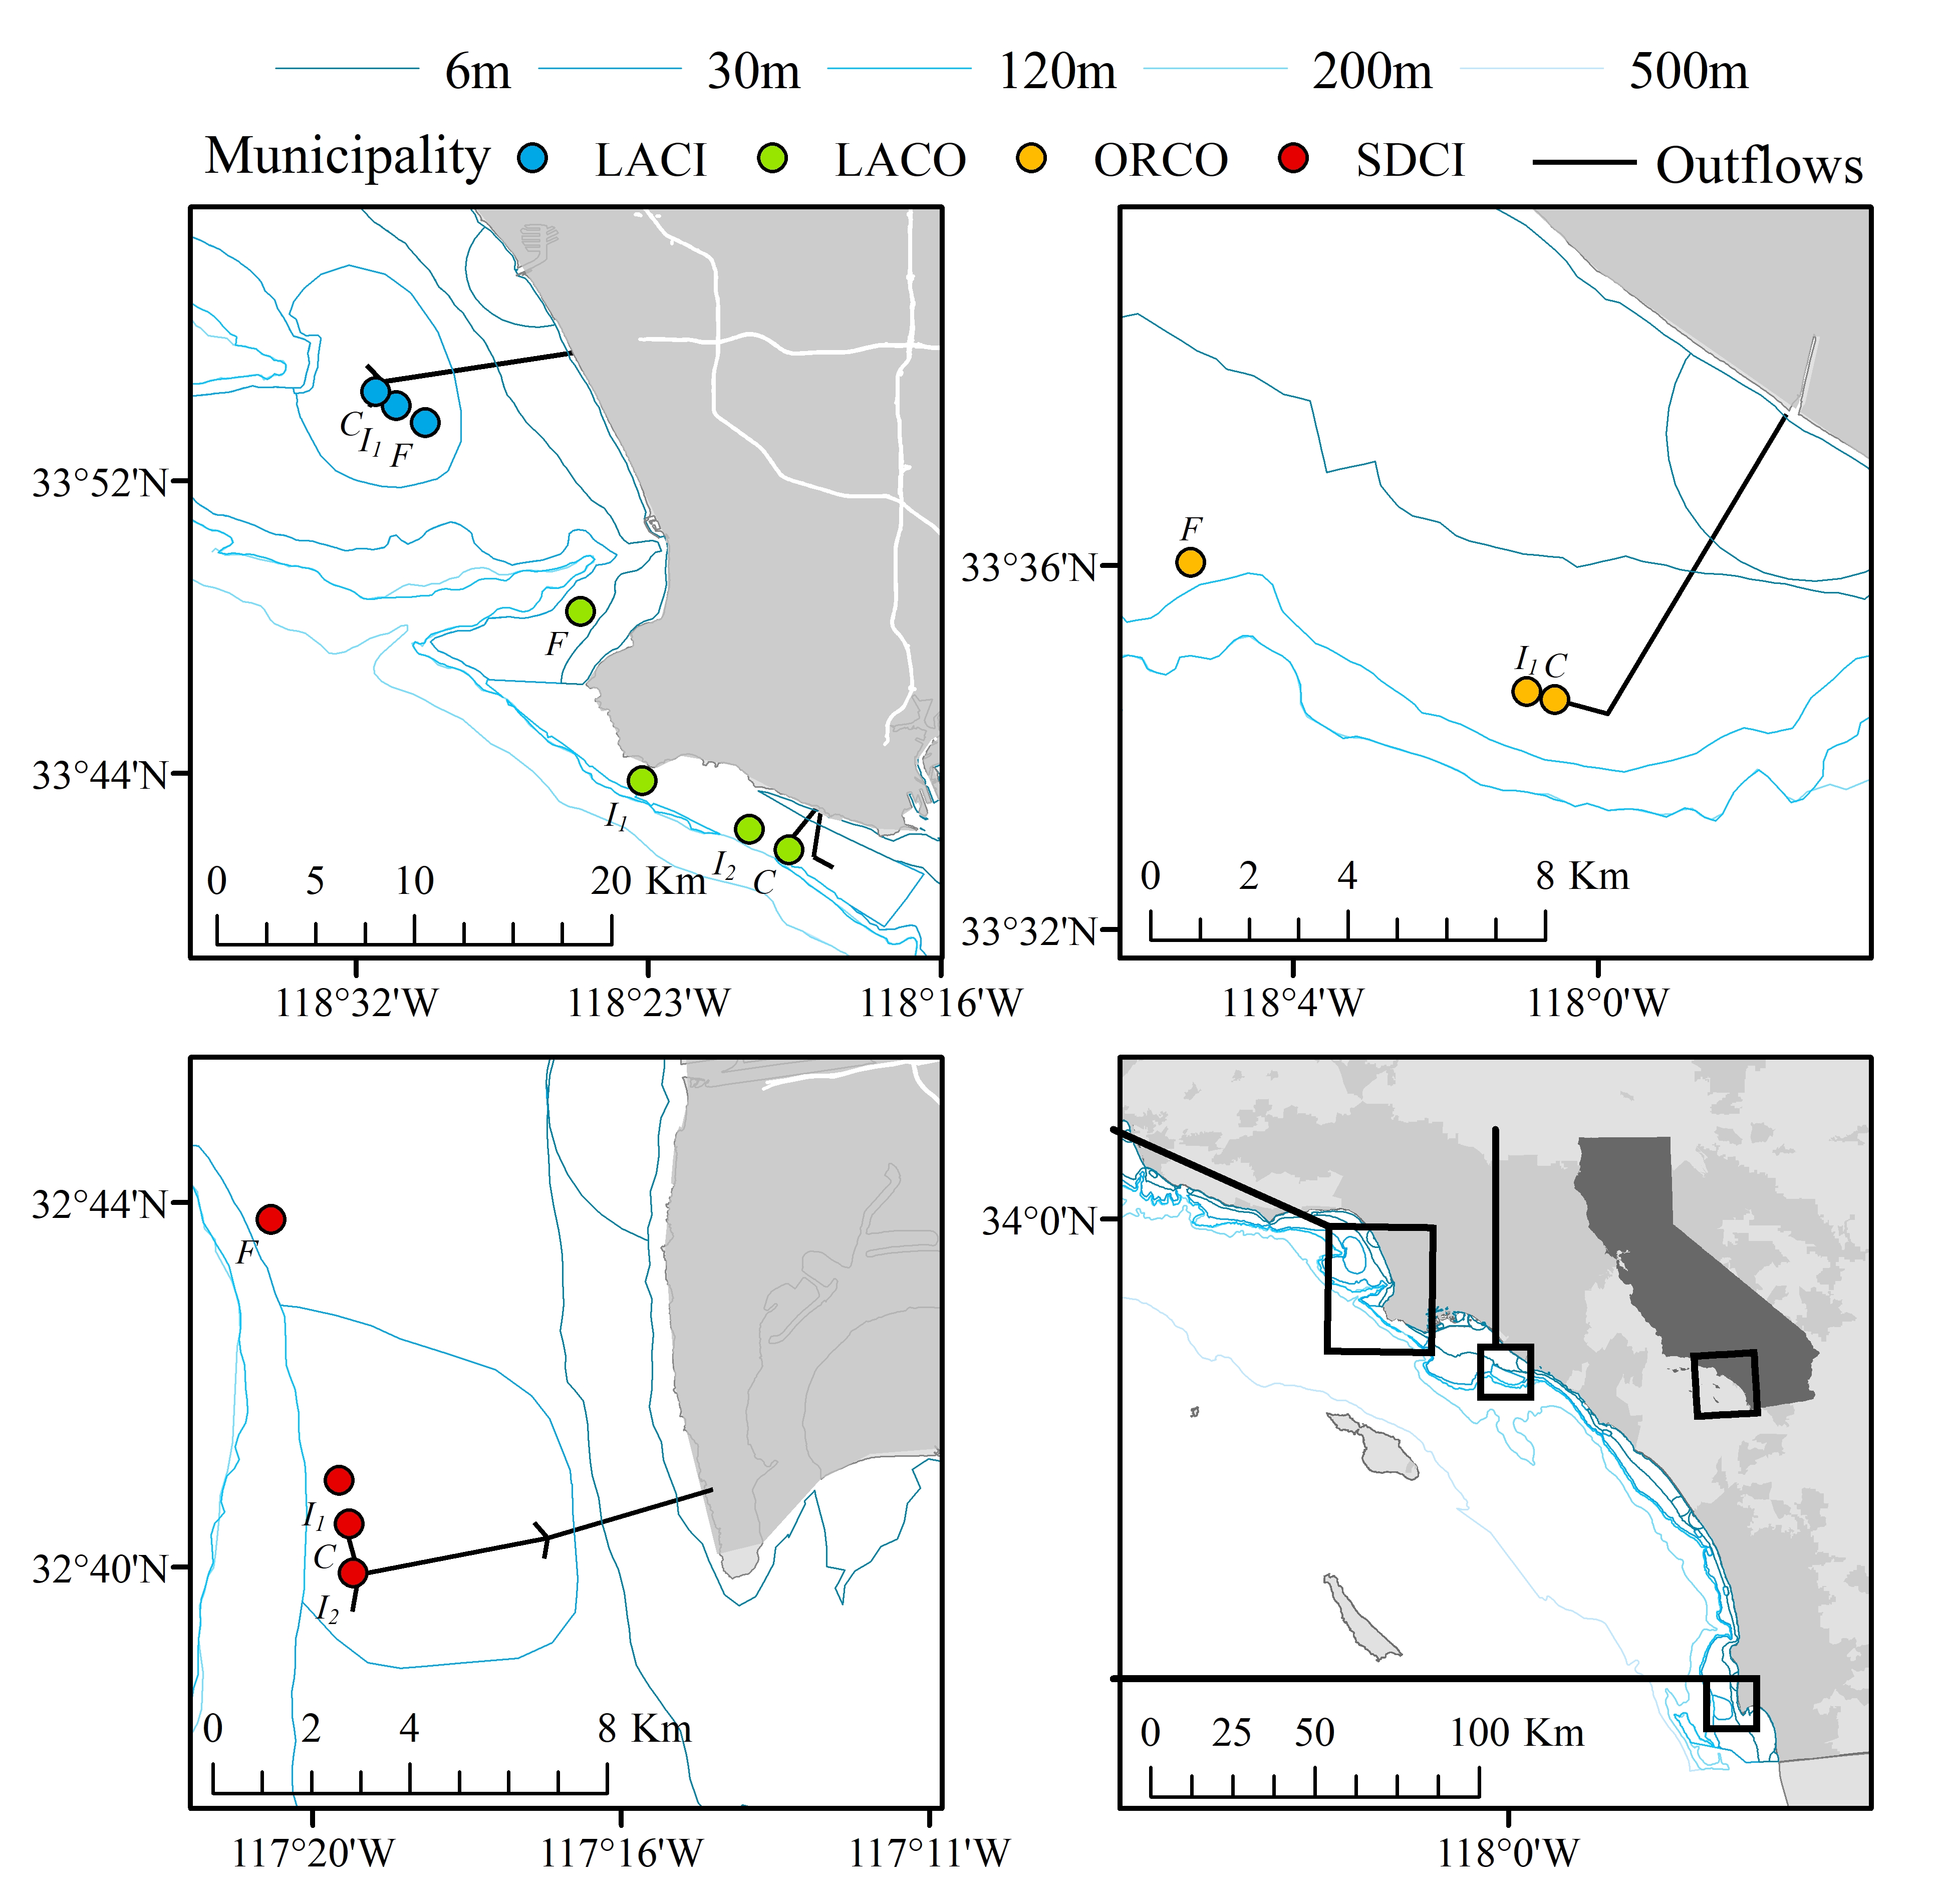 6m 30m 120m 200m 500m
Municipality LACI LACO ORCO SDCI Outflows
C I1 F
33°52'N
F
33°44'N
I1
I2 C
0 5 10 20 Km
118°32'W 118°23'W 118°16'W
F
33°36'N
I1 C
0 2 4 8 Km
33°32'N
118°4'W 118°0'W
32°44'N
F
I1
C
32°40'N
I2
0 2 4 8 Km
117°20'W 117°16'W 117°11'W
34°0'N
0 25 50 100 Km
118°0'W